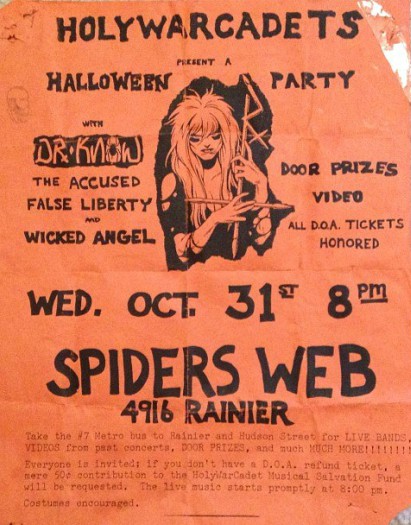 HOLYWARCADETS
PRESENT A
HALLOWEEN PARTY
WITH
DR. KNOW
THE ACCUSED
FALSE LIBERTY
AND
WICKED ANGEL
DOOR PRIZES
VIDEO
ALL D.O.A. TICKETS
HONORED
WED. OCT. 31ST 8PM
SPIDERS WEB
4916 RAINIER
Take the #7 Metro bus to Rainier and Hudson Street for LIVE BANDS,
VIDEOS from past concerts, DOOR PRIZES, and much MUCH MORE!!!!!!!!
Everyone is invited; if you don't have a D.O.A. refund ticket, a
mere 50¢ contribution to the HolyWarCadet Musical Salvation Fund
will be requested. The live music starts promptly at 8:00 pm.
Costumes encouraged.